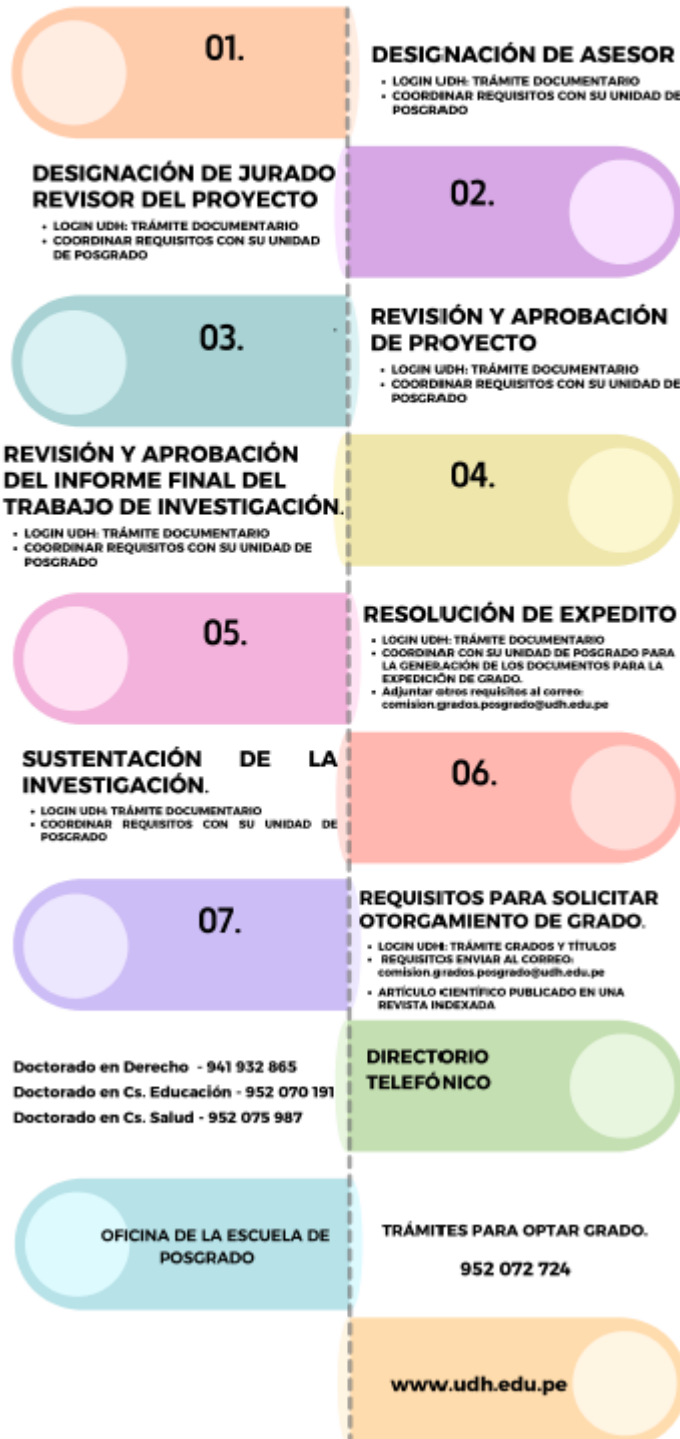 01.
DESIGNACIÓN DE ASESOR
• LOGIN UDH: TRÁMITE DOCUMENTARIO
• COORDINAR REQUISITOS CON SU UNIDAD DE
POSGRADO
DESIGNACIÓN DE JURADO
REVISOR DEL PROYECTO
• LOGIN UDH: TRÁMITE DOCUMENTARIO
• COORDINAR REQUISITOS CON SU UNIDAD
DE POSGRADO
02.
03.
REVISIÓN Y APROBACIÓN
DE PROYECTO
• LOGIN UDH: TRÁMITE DOCUMENTARIO
• COORDINAR REQUISITOS CON SU UNIDAD DE
POSGRADO
REVISIÓN Y APROBACIÓN
DEL INFORME FINAL DEL
TRABAJO DE INVESTIGACIÓN.
• LOGIN UDH: TRÁMITE DOCUMENTARIO
• COORDINAR REQUISITOS CON SU UNIDAD DE
POSGRADO
04.
05.
RESOLUCIÓN DE EXPEDITO
• LOGIN UDH: TRÁMITE DOCUMENTARIO
• COORDINAR CON SU UNIDAD DE POSGRADO PARA
LA GENERACIÓN DE LOS DOCUMENTOS PARA LA
EXPEDICIÓN DE GRADO.
• Adjuntar otros requisitos al correo:
comision.grados.posgrado@udh.edu.pe
SUSTENTACIÓN DE LA
INVESTIGACIÓN.
• LOGIN UDH: TRÁMITE DOCUMENTARIO
• COORDINAR REQUISITOS CON SU UNIDAD DE
POSGRADO
06.
07.
REQUISITOS PARA SOLICITAR
OTORGAMIENTO DE GRADO.
• LOGIN UDH: TRÁMITE GRADOS Y TÍTULOS
• REQUISITOS ENVIAR AL CORREO:
comision.grados.posgrado@udh.edu.pe
• ARTÍCULO CIENTÍFICO PUBLICADO EN UNA
REVISTA INDEXADA
Doctorado en Derecho - 941 932 865
Doctorado en Cs. Educación - 952 070 191
Doctorado en Cs. Salud - 952 075 987
DIRECTORIO
TELEFÓNICO
OFICINA DE LA ESCUELA DE
POSGRADO
TRÁMITES PARA OPTAR GRADO.
952 072 724
www.udh.edu.pe